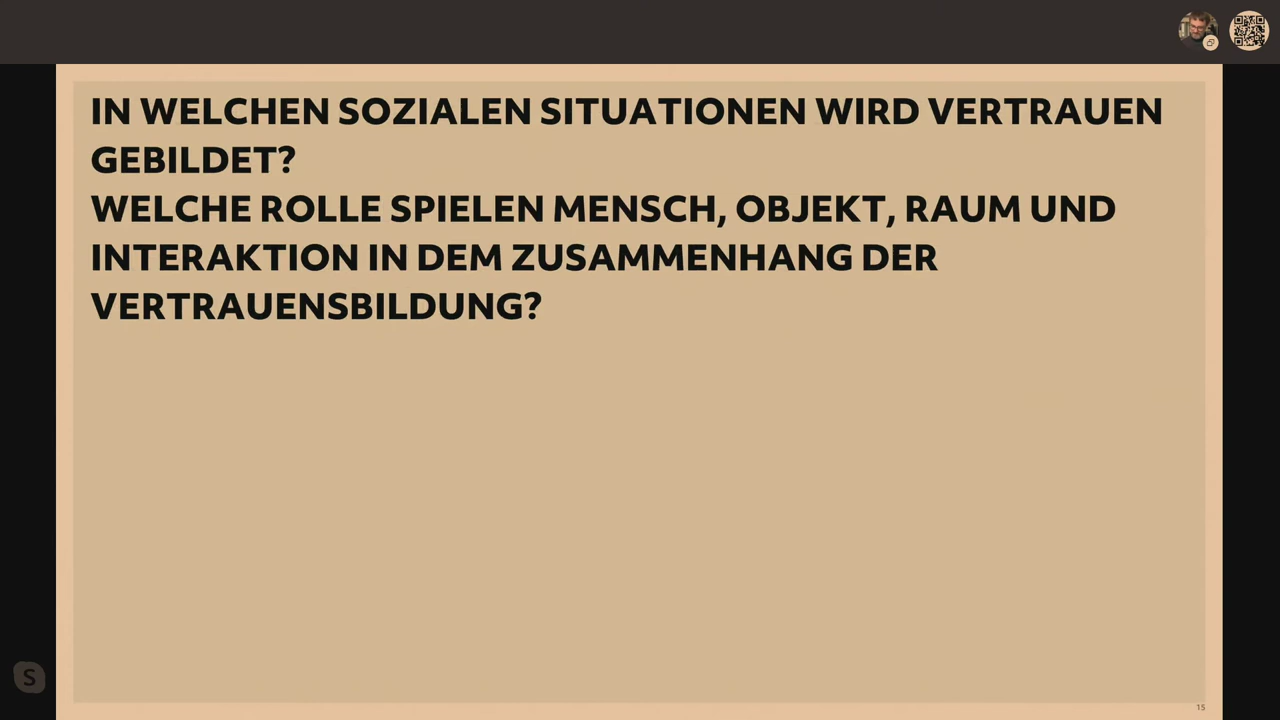 IN WELCHEN SOZIALEN SITUATIONEN WIRD VERTRAUEN
GEBILDET?
WELCHE ROLLE SPIELEN MENSCH, OBJEKT, RAUM UND
INTERAKTION IN DEM ZUSAMMENHANG DER
VERTRAUENSBILDUNG?
S
15